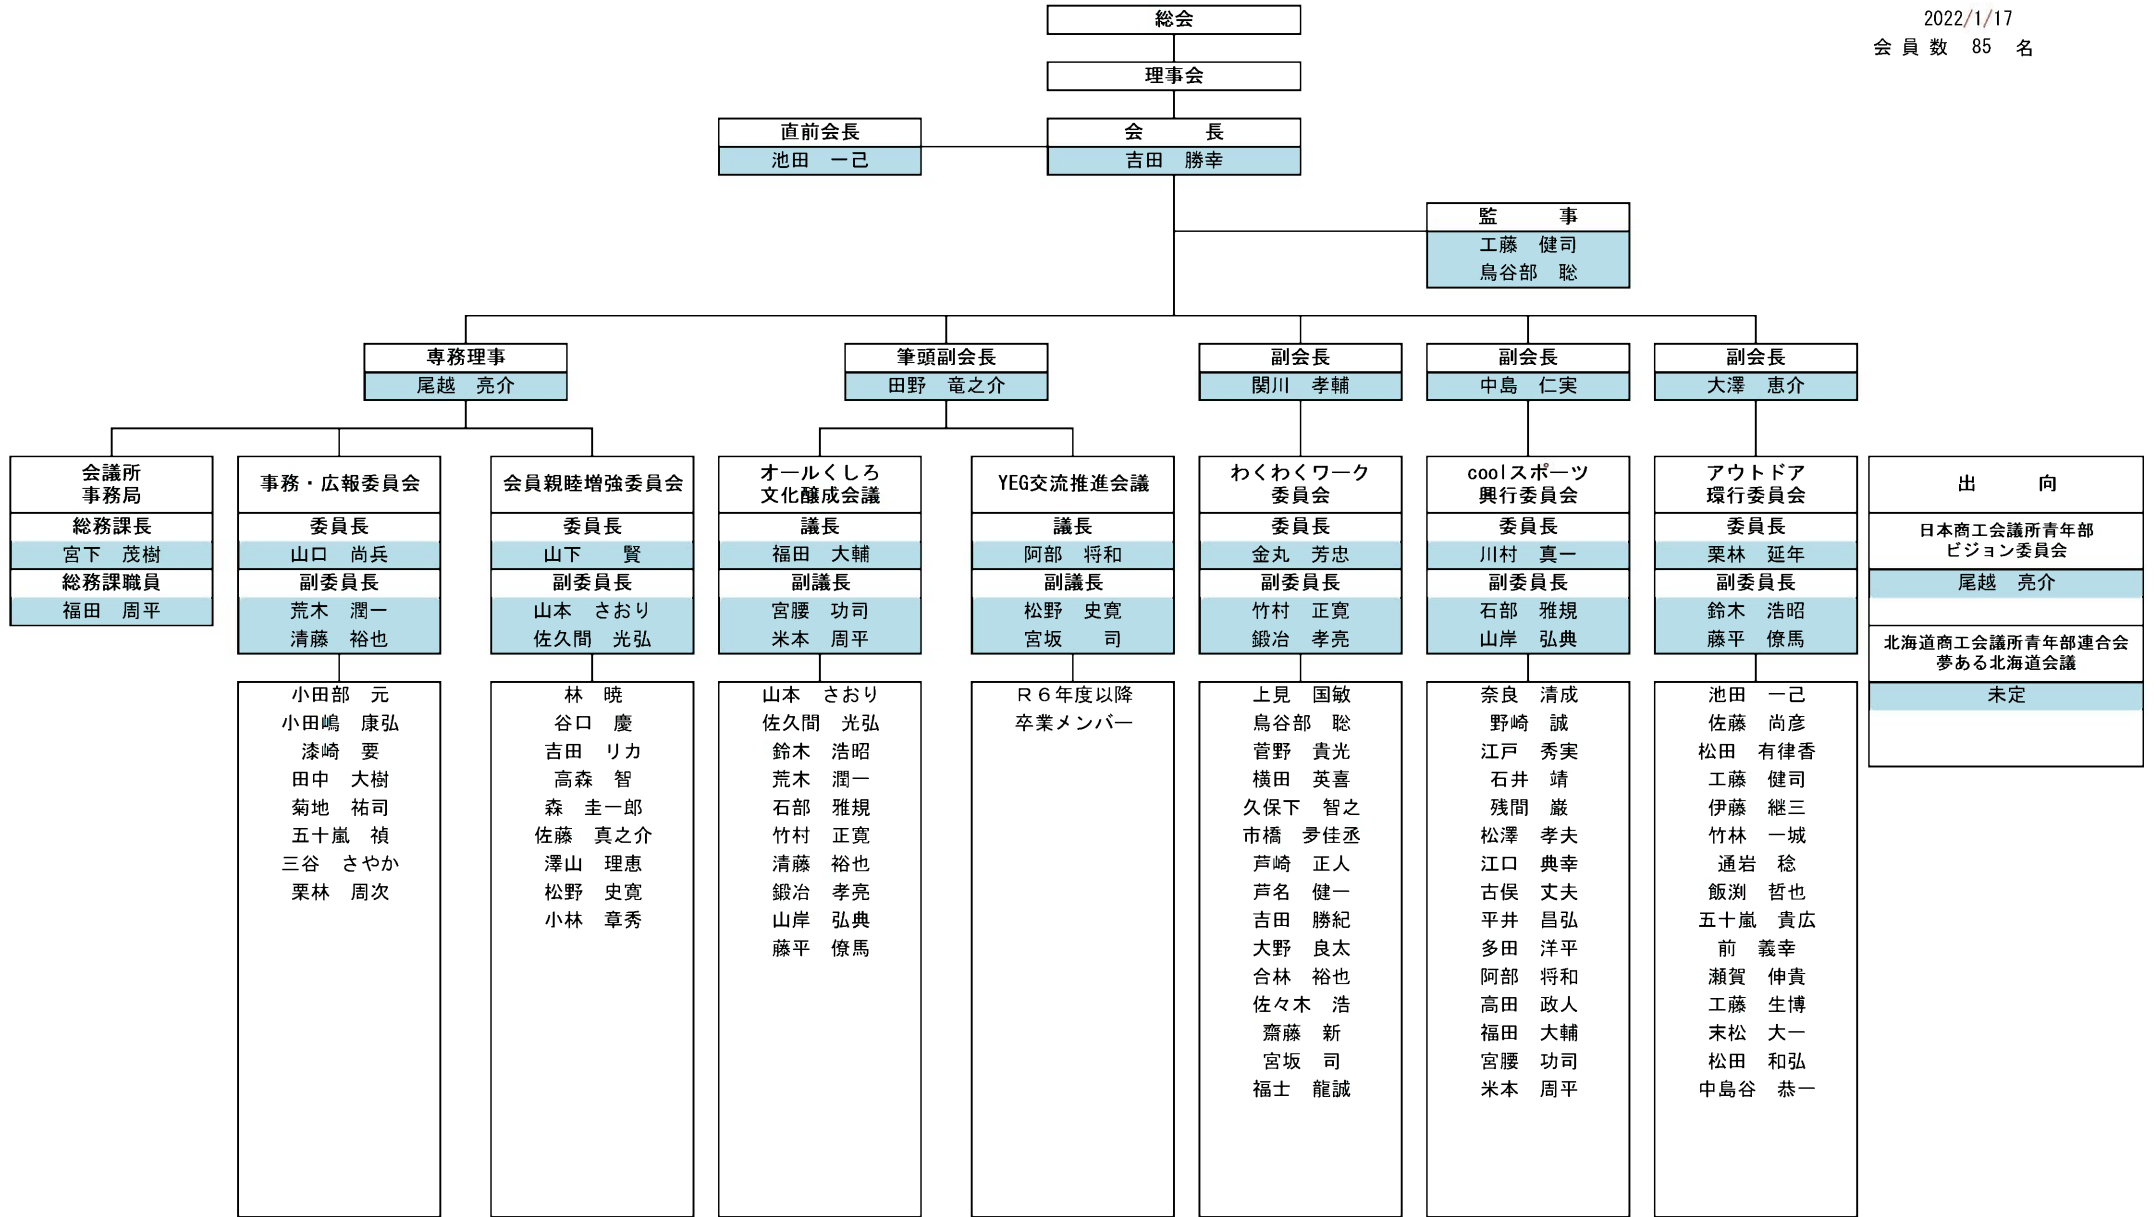 2022/1/17
会 員 数 85 名
総会
理事会
直前会長
池田 一己
会 長
吉田 勝幸
監 事
工藤 健司
鳥谷部 聡
専務理事
尾越 亮介
筆頭副会長
田野 竜之介
副会長
関川 孝輔
副会長
中島 仁実
副会長
大澤 恵介
会議所
事務局
総務課長
宮下 茂樹
総務課職員
福田 周平
事務・広報委員会
委員長
山口 尚兵
副委員長
荒木 潤一
清藤 裕也
小田部 元
小田嶋 康弘
漆崎 要
田中 大樹
菊地 祐司
五十嵐 禎
三谷 さやか
栗林 周次
会員親睦増強委員会
委員長
山下 賢
副委員長
山本 さおり
佐久間 光弘
林 暁
谷口 慶
吉田 リカ
高森 智
森 圭一郎
佐藤 真之介
澤山 理恵
松野 史寛
小林 章秀
オールくしろ
文化醸成会議
議長
福田 大輔
副議長
宮腰 功司
米本 周平
山本 さおり
佐久間 光弘
鈴木 浩昭
荒木 潤一
石部 雅規
竹村 正寛
清藤 裕也
鍛冶 孝亮
山岸 弘典
藤平 僚馬
YEG交流推進会議
議長
阿部 将和
副議長
松野 史寛
宮坂 司
Ｒ６年度以降
卒業メンバー
わくわくワーク
委員会
委員長
金丸 芳忠
副委員長
竹村 正寛
鍛冶 孝亮
上見 国敏
鳥谷部 聡
菅野 貴光
横田 英喜
久保下 智之
市橋 夛佳丞
芦崎 正人
芦名 健一
吉田 勝紀
大野 良太
合林 裕也
佐々木 浩
齋藤 新
宮坂 司
福士 龍誠
coolスポーツ
興行委員会
委員長
川村 真一
副委員長
石部 雅規
山岸 弘典
奈良 清成
野崎 誠
江戸 秀実
石井 靖
残間 巌
松澤 孝夫
江口 典幸
古俣 丈夫
平井 昌弘
多田 洋平
阿部 将和
高田 政人
福田 大輔
宮腰 功司
米本 周平
アウトドア
環行委員会
委員長
栗林 延年
副委員長
鈴木 浩昭
藤平 僚馬
池田 一己
佐藤 尚彦
松田 有律香
工藤 健司
伊藤 継三
竹林 一城
通岩 稔
飯渕 哲也
五十嵐 貴広
前 義幸
瀬賀 伸貴
工藤 生博
末松 大一
松田 和弘
中島谷 恭一
出 向
日本商工会議所青年部
ビジョン委員会
尾越 亮介
北海道商工会議所青年部連合会
夢ある北海道会議
未定